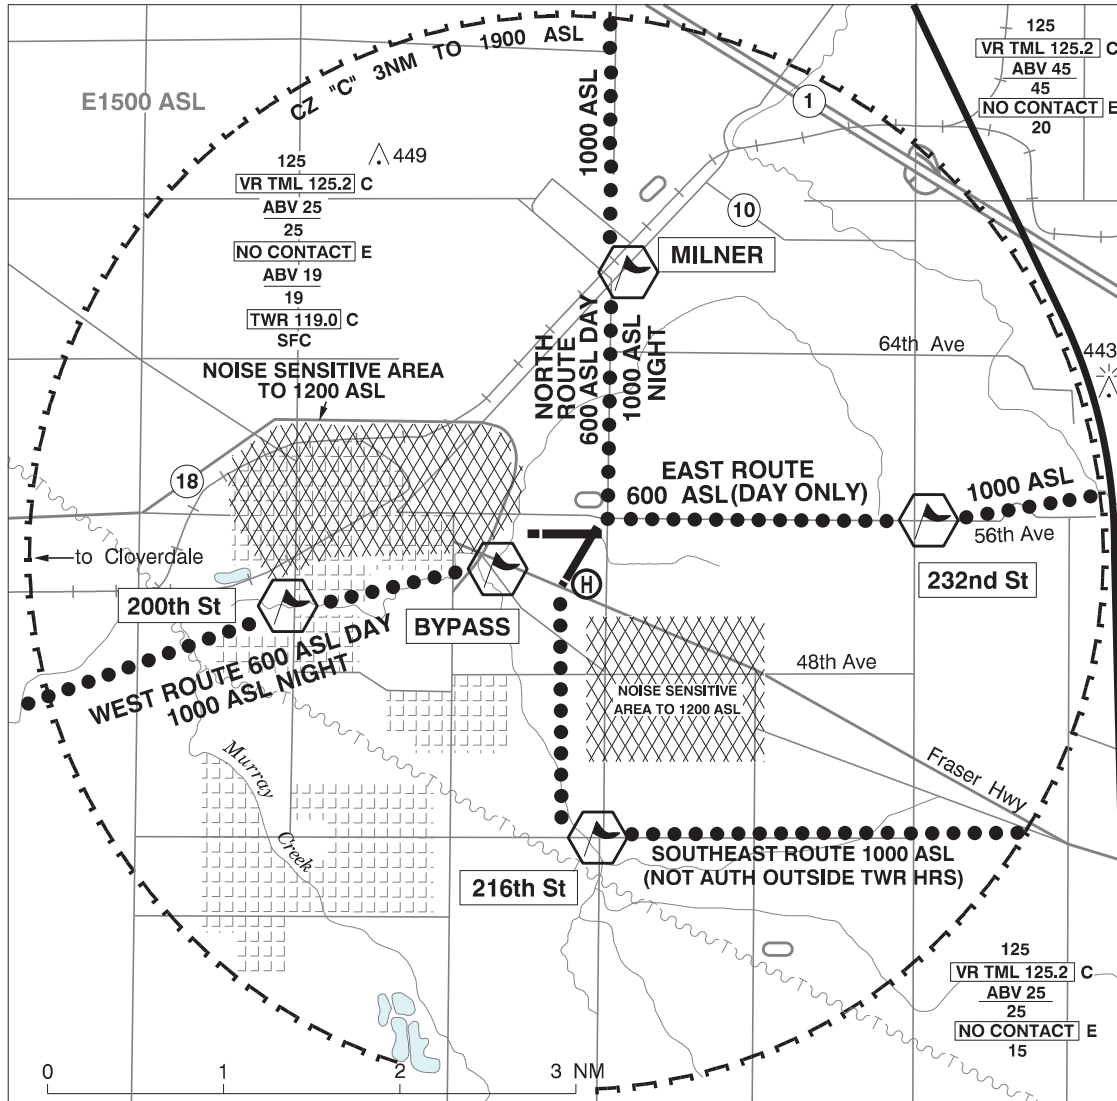 CZ "C" 3NM TO 1900 ASL
E1500 ASL
125
VR TML 125.2 C
ABV 45
45
NO CONTACT E
20
1
449
125
VR TML 125.2 C
ABV 25
25
NO CONTACT E
ABV 19
19
TWR 119.0 C
SFC
1000 ASL
10
MILNER
NORTH
ROUTE
600 ASL DAY
1000 ASL
NIGHT
64th Ave
443
NOISE SENSITIVE AREA
TO 1200 ASL
18
EAST ROUTE
600 ASL (DAY ONLY)
1000 ASL
56th Ave
to Cloverdale
H
200th St
BYPASS
232nd St
WEST ROUTE 600 ASL DAY
1000 ASL NIGHT
48th Ave
NOISE SENSITIVE
AREA TO 1200 ASL
Murray
Creek
Fraser Hwy
SOUTHEAST ROUTE 1000 ASL
(NOT AUTH OUTSIDE TWR HRS)
216th St
125
VR TML 125.2 C
ABV 25
25
NO CONTACT E
15
0 1 2 3 NM